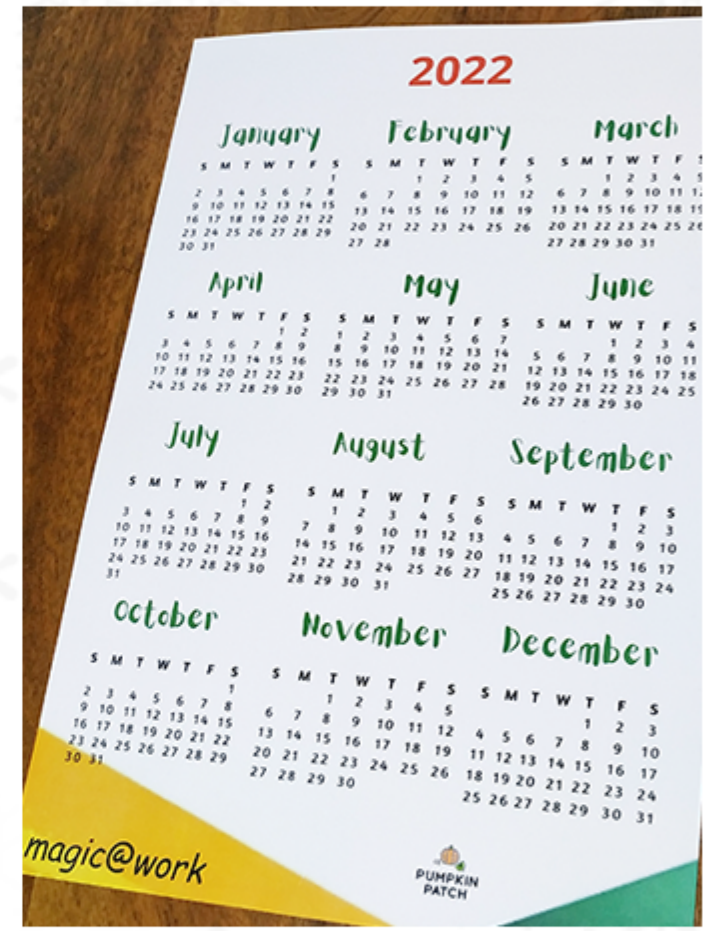 2022
January February March
S M T W T F S S M T W T F S S M T W T F
1 1 2 3 4 5 1 2 3 4
2 3 4 5 6 7 8 6 7 8 9 10 11 12 6 7 8 9 10 11
9 10 11 12 13 14 15 13 14 15 16 17 18 19 13 14 15 16 17 18
16 17 18 19 20 21 22 20 21 22 23 24 25 26 20 21 22 23 24 25
23 24 25 26 27 28 29 27 28 27 28 29 30 31
30 31
April May June
S M T W T F S S M T W T F S S M T W T F S
1 2 1 2 3 4 5 6 7 1 2 3 4
3 4 5 6 7 8 9 8 9 10 11 12 13 14 5 6 7 8 9 10 11
10 11 12 13 14 15 16 15 16 17 18 19 20 21 12 13 14 15 16 17 18
17 18 19 20 21 22 23 22 23 24 25 26 27 28 19 20 21 22 23 24 25
24 25 26 27 28 29 30 29 30 31 26 27 28 29 30
July August September
S M T W T F S S M T W T F S S M T W T F S
1 2 1 2 3 4 5 6 1 2 3
3 4 5 6 7 8 9 7 8 9 10 11 12 13 4 5 6 7 8 9 10
10 11 12 13 14 15 16 14 15 16 17 18 19 20 11 12 13 14 15 16 17
17 18 19 20 21 22 23 21 22 23 24 25 26 27 18 19 20 21 22 23 24
24 25 26 27 28 29 30 28 29 30 31 25 26 27 28 29 30
31
October November December
S M T W T F S S M T W T F S S M T W T F S
1 1 2 3 4 5 1 2 3
2 3 4 5 6 7 8 6 7 8 9 10 11 12 4 5 6 7 8 9 10
9 10 11 12 13 14 15 13 14 15 16 17 18 19 11 12 13 14 15 16 17
16 17 18 19 20 21 22 20 21 22 23 24 25 26 18 19 20 21 22 23 24
23 24 25 26 27 28 29 27 28 29 30 25 26 27 28 29 30 31
30 31
magic@work
PUMPKIN
PATCH